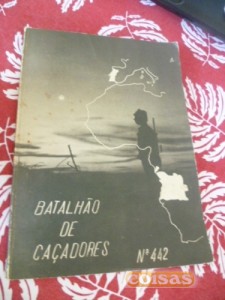 BATALHÃO
DE
CAÇADORES
Nº 442
coisas